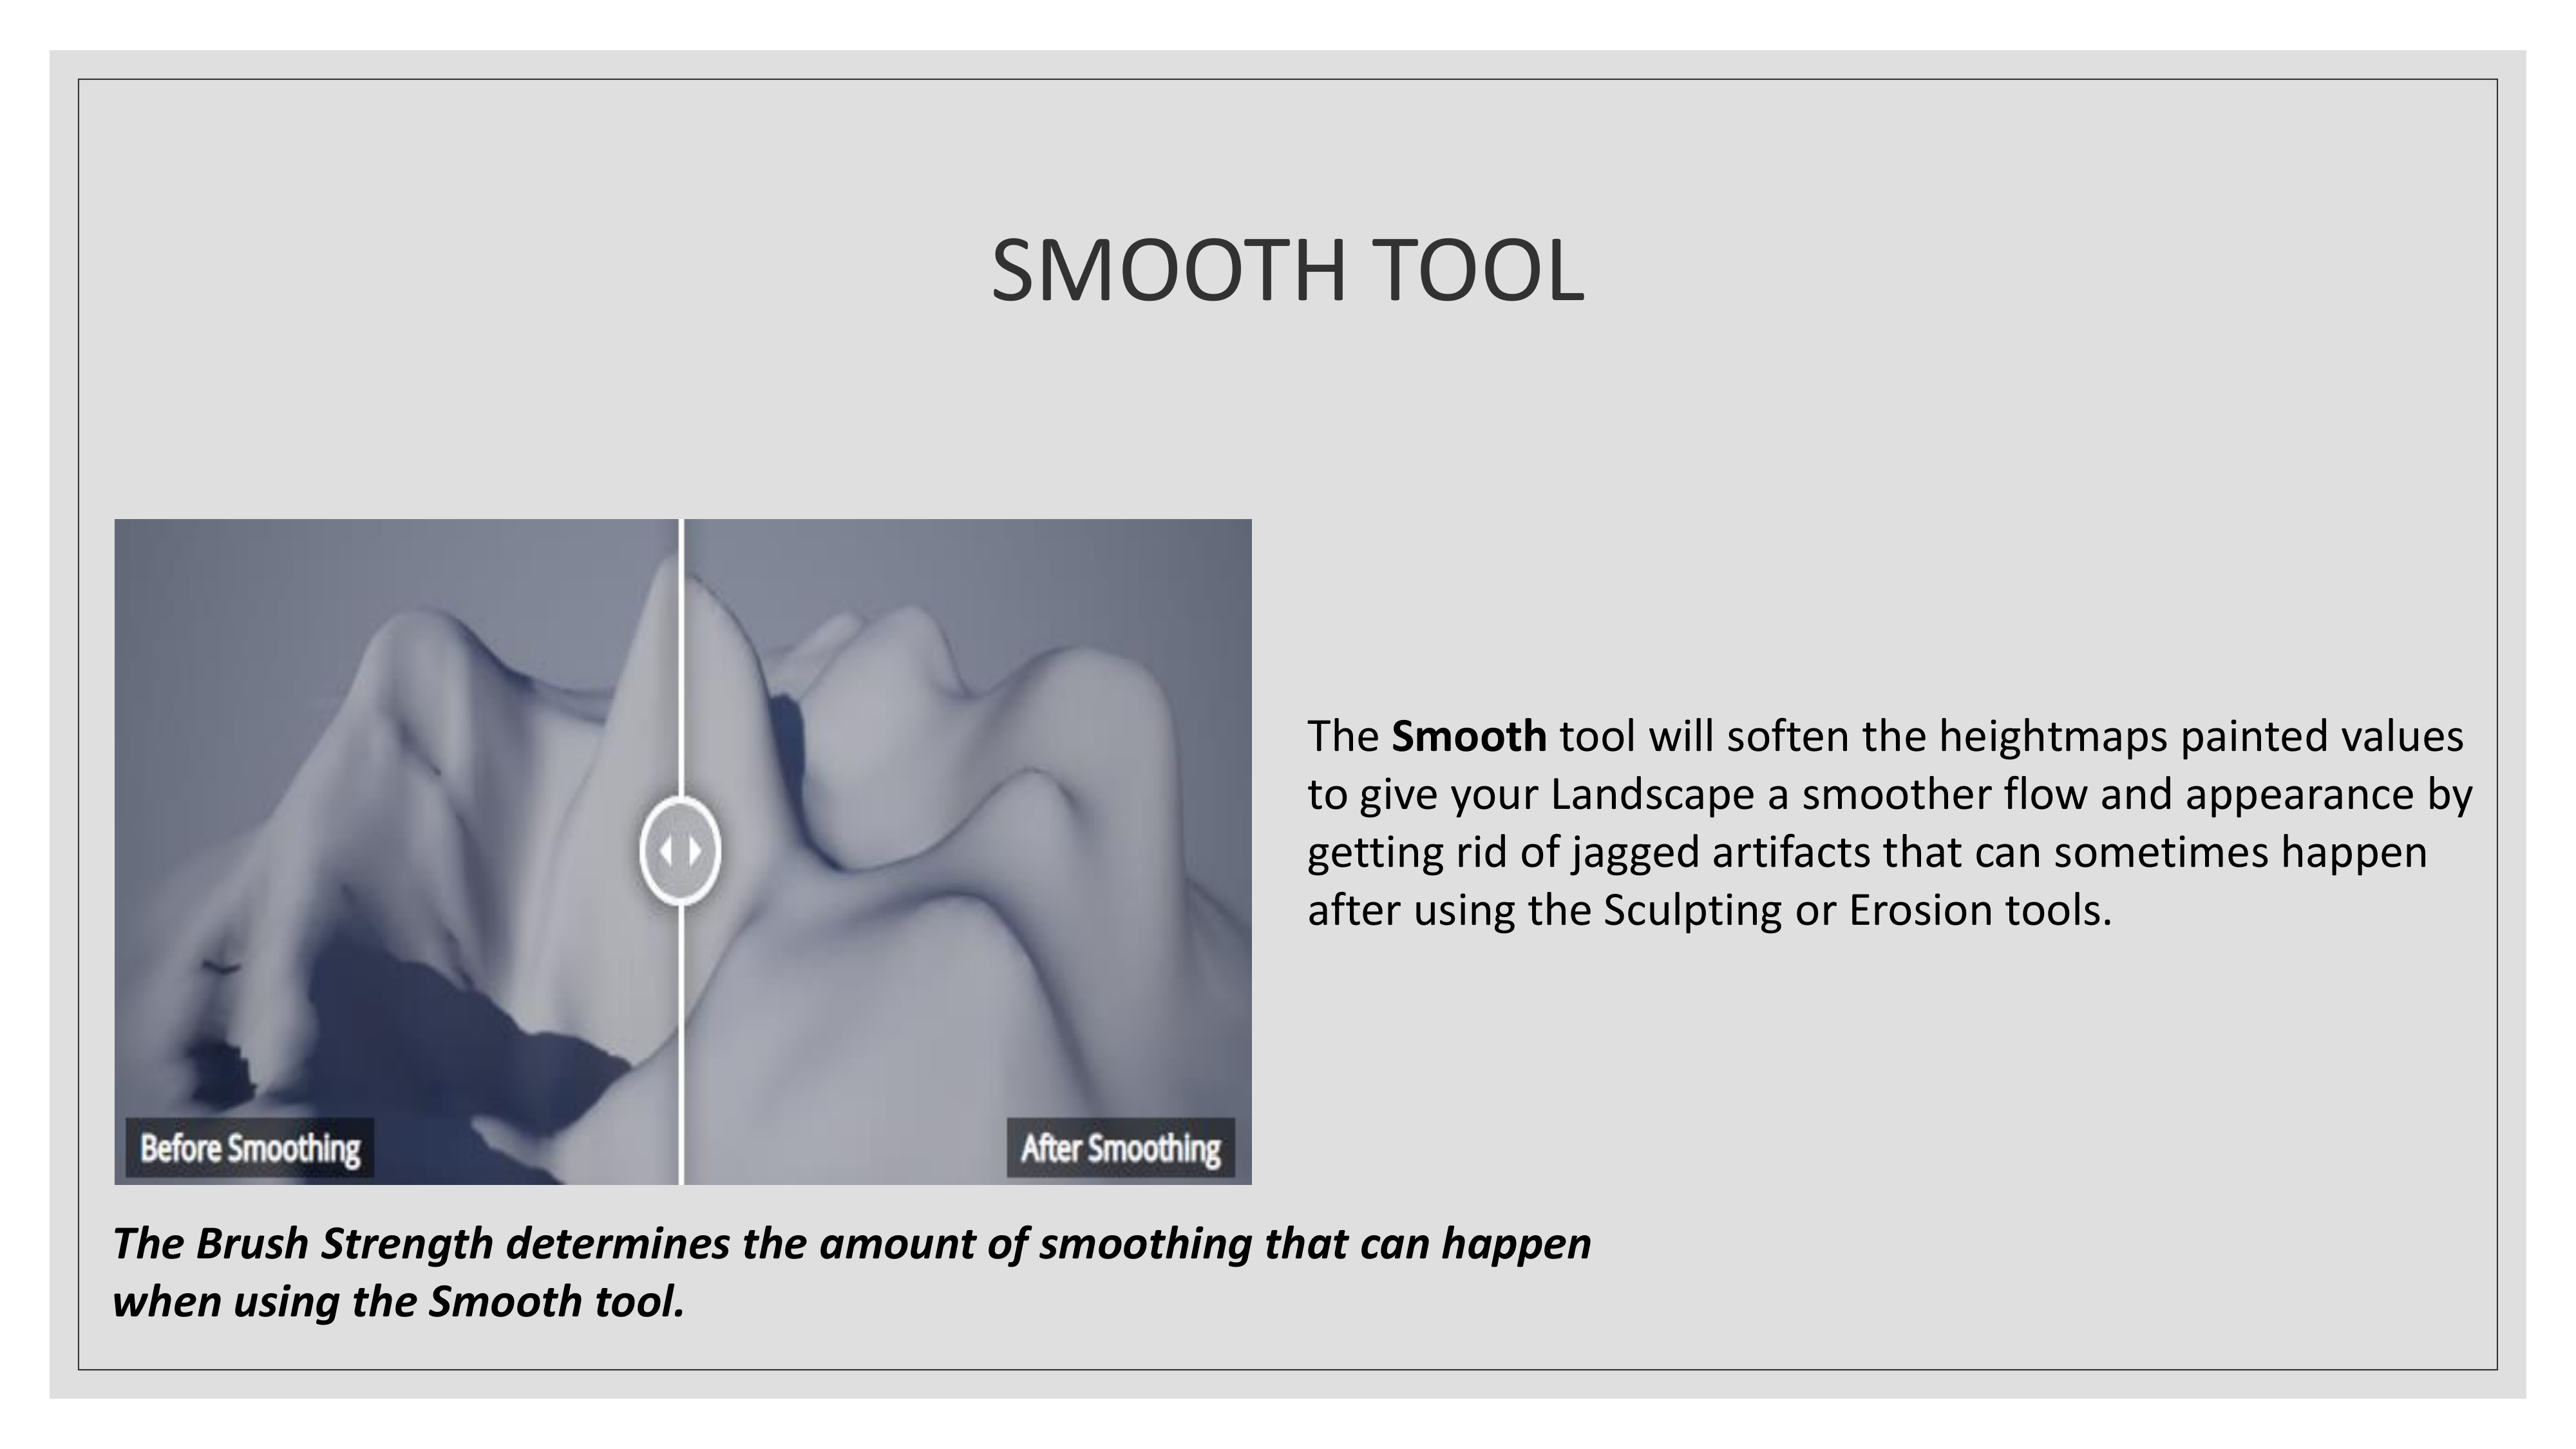 SMOOTH TOOL
The Smooth tool will soften the heightmaps painted values
to give your Landscape a smoother flow and appearance by
getting rid of jagged artifacts that can sometimes happen
after using the Sculpting or Erosion tools.
Before Smoothing
After Smoothing
The Brush Strength determines the amount of smoothing that can happen
when using the Smooth tool.